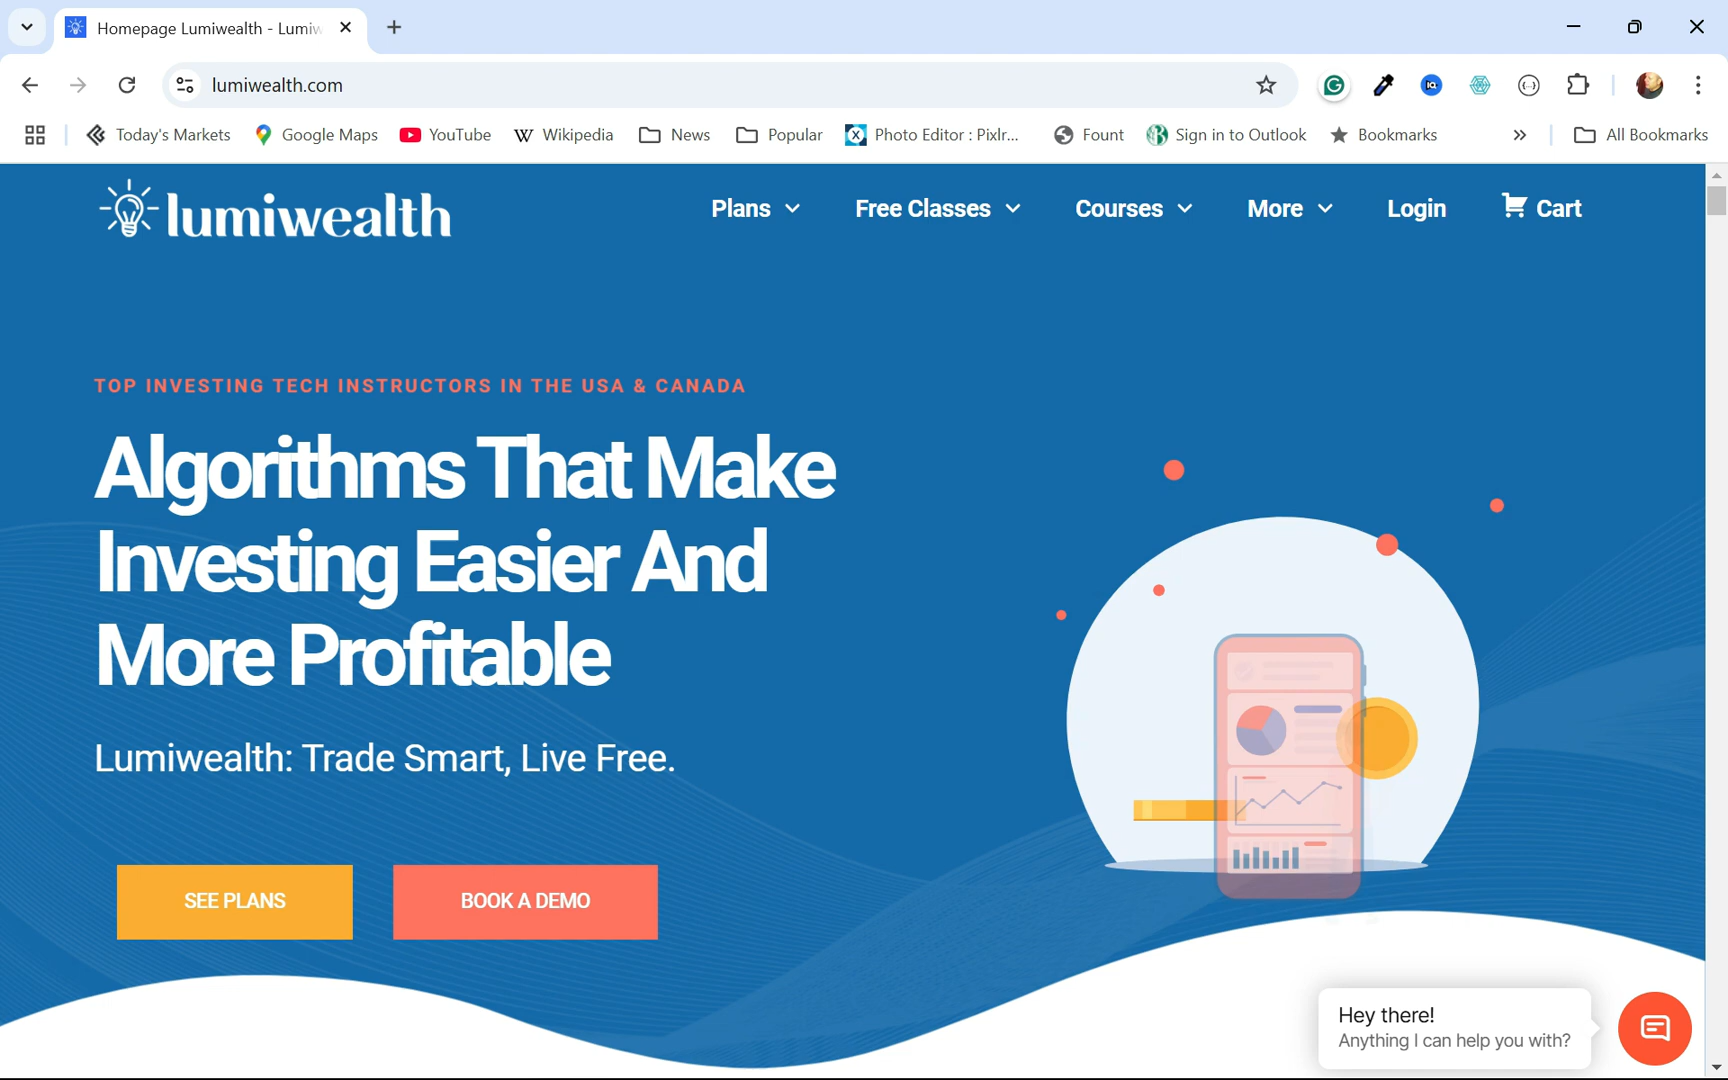 Homepage Lumiwealth - Lumiw
lumiwealth.com
Today's Markets
Google Maps
YouTube
Wikipedia
News
Popular
Photo Editor : Pixlr...
Fount
Sign in to Outlook
Bookmarks
All Bookmarks
lumiwealth
Plans
Free Classes
Courses
More
Login
Cart
TOP INVESTING TECH INSTRUCTORS IN THE USA & CANADA
Algorithms That Make
Investing Easier And
More Profitable
Lumiwealth: Trade Smart, Live Free.
SEE PLANS
BOOK A DEMO
Hey there!
Anything I can help you with?